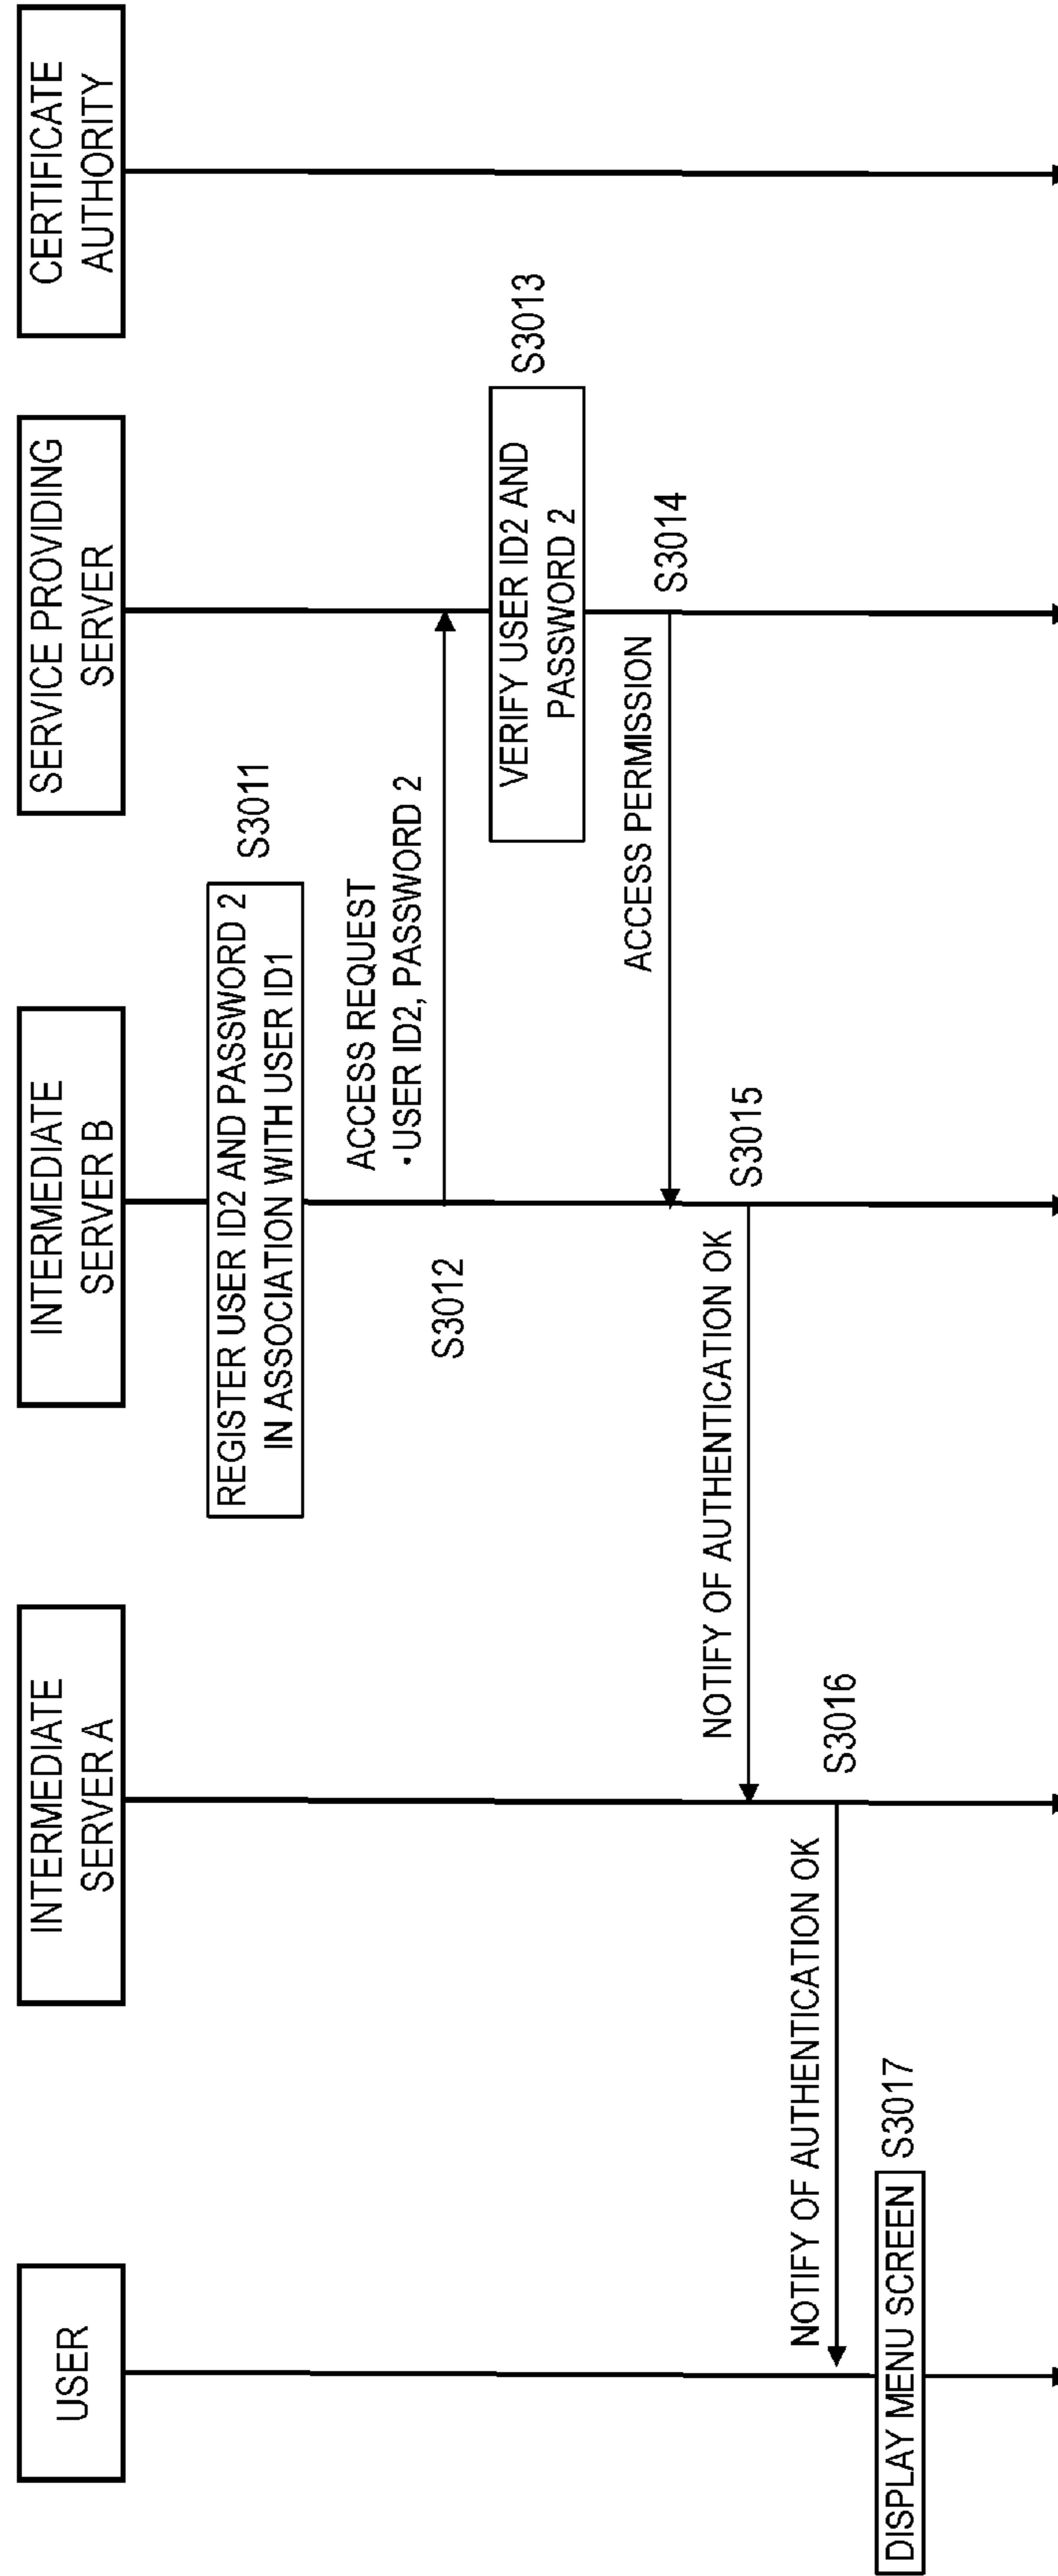 USER
INTERMEDIATE
SERVER A
INTERMEDIATE
SERVER B
SERVICE PROVIDING
SERVER
CERTIFICATE
AUTHORITY
REGISTER USER ID2 AND PASSWORD 2
IN ASSOCIATION WITH USER ID1
S3011
ACCESS REQUEST
・USER ID2, PASSWORD 2
S3012
VERIFY USER ID2 AND
PASSWORD 2
S3013
ACCESS PERMISSION
S3014
NOTIFY OF AUTHENTICATION OK
S3015
NOTIFY OF AUTHENTICATION OK
S3016
DISPLAY MENU SCREEN
S3017